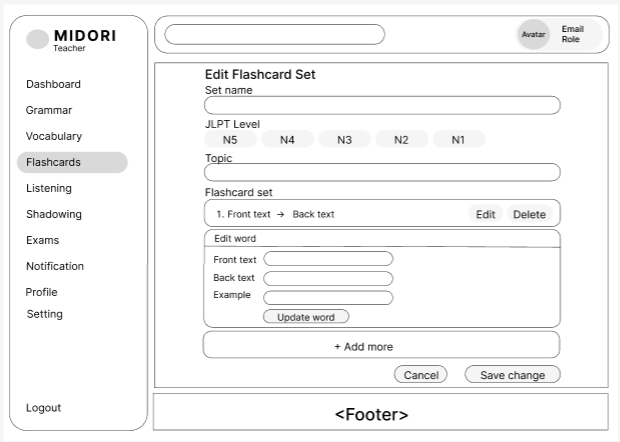 MIDORI
Teacher
Dashboard
Grammar
Vocabulary
Flashcards
Listening
Shadowing
Exams
Notification
Profile
Setting
Logout
Avatar
Email
Role
Edit Flashcard Set
Set name
JLPT Level
N5 N4 N3 N2 N1
Topic
Flashcard set
1. Front text → Back text Edit Delete
Edit word
Front text
Back text
Example
Update word
+ Add more
Cancel Save change
<Footer>